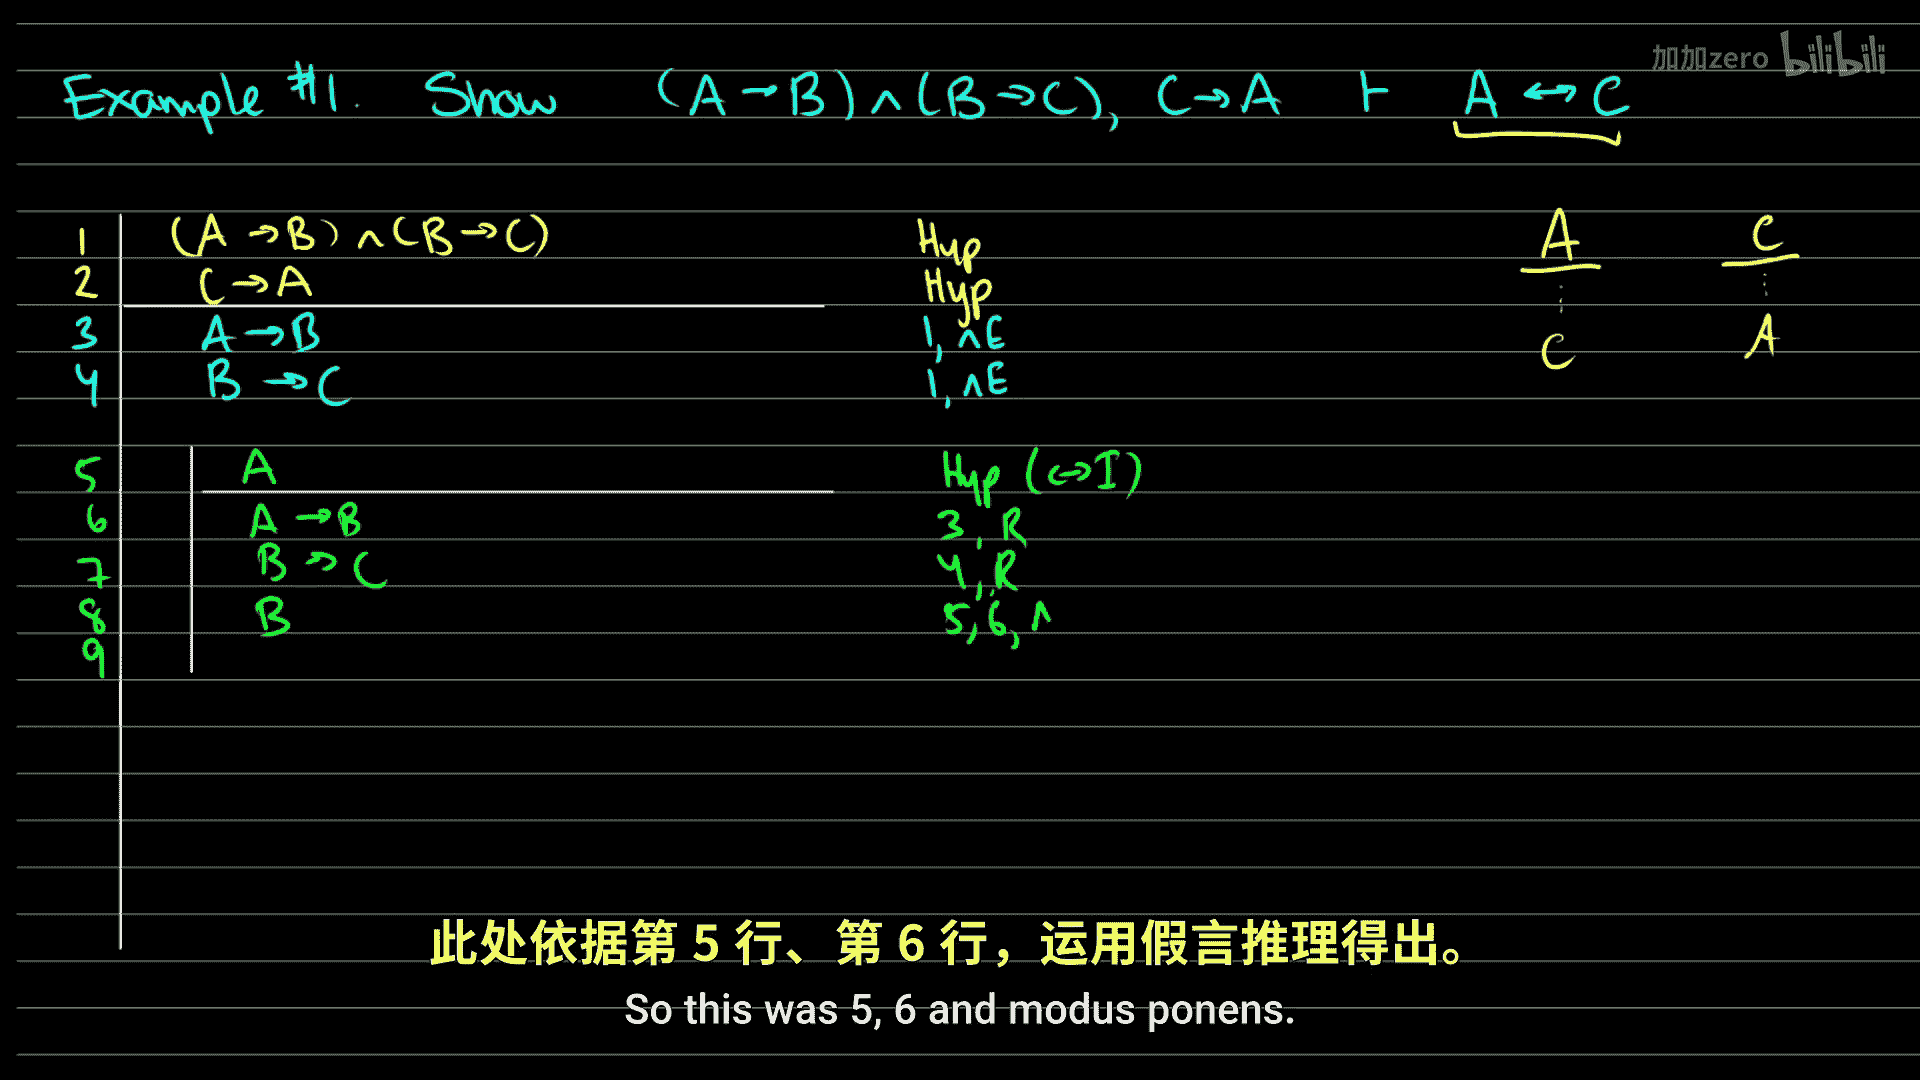 加加zero bilibili
Example #1. Show (A → B) ∧ (B → C), C → A ⊢ A ↔ C
1 (A → B) ∧ (B → C) Hyp
2 C → A Hyp
3 A → B 1, ∧E
4 B → C 1, ∧E
A C
⋮ ⋮
C A
5 A Hyp (↔I)
6 A → B 3, R
7 B → C 4, R
8 B 5, 6, ∧
9
此处依据第 5 行、第 6 行，运用假言推理得出。
So this was 5, 6 and modus ponens.